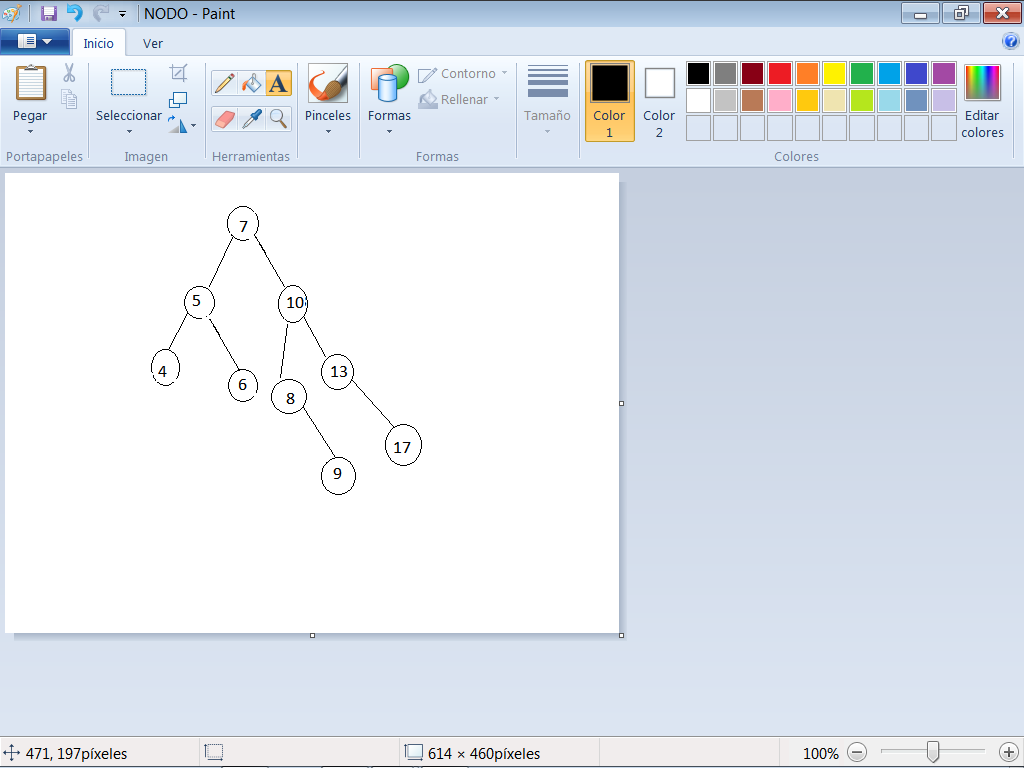 NODO - Paint
Inicio Ver
Pegar Seleccionar Pinceles Formas Contorno Rellenar Tamaño Color 1 Color 2 Editar colores
Portapapeles Imagen Herramientas Formas Colores
7
5 10
4 6 8 13
9 17
471, 197píxeles 614 × 460píxeles 100%